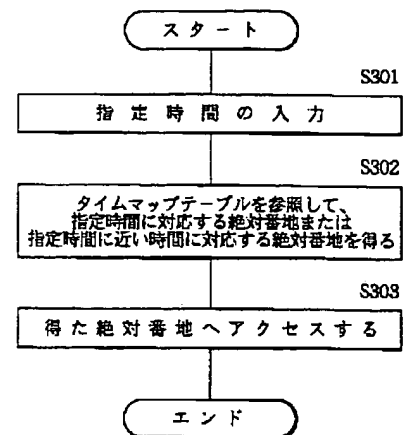 スタート
S301
指定時間の入力
S302
タイムマップテーブルを参照して、
指定時間に対応する絶対番地または
指定時間に近い時間に対応する絶対番地を得る
S303
得た絶対番地へアクセスする
エンド